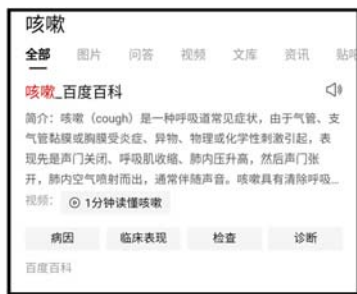 咳嗽
全部 图片 问答 视频 文库 资讯 贴吧
咳嗽_百度百科
简介：咳嗽（cough）是一种呼吸道常见症状，由于气管、支
气管黏膜或胸膜受炎症、异物、物理或化学性刺激引起，表
现先是声门关闭、呼吸肌收缩、肺内压升高，然后声门张
开，肺内空气喷射而出，通常伴随声音。咳嗽具有清除呼吸...
视频： 1分钟读懂咳嗽
病因 临床表现 检查 诊断
百度百科